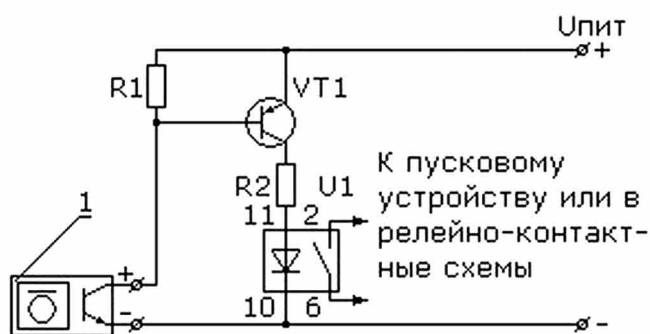 Uпит
+
R1
VT1
R2
U1
11
2
К пусковому
устройству или в
релейно-контакт-
ные схемы
1
+
-
10
6
-